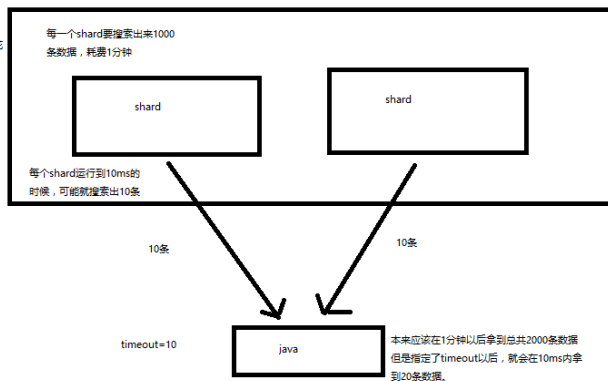 每一个shard要搜索出来1000
条数据，耗费1分钟
shard
shard
每个shard运行到10ms的
时候，可能就搜索出10条
10条
10条
timeout=10
java
本来应该在1分钟以后拿到总共2000条数据
但是指定了timeout以后，就会在10ms内拿
到20条数据。